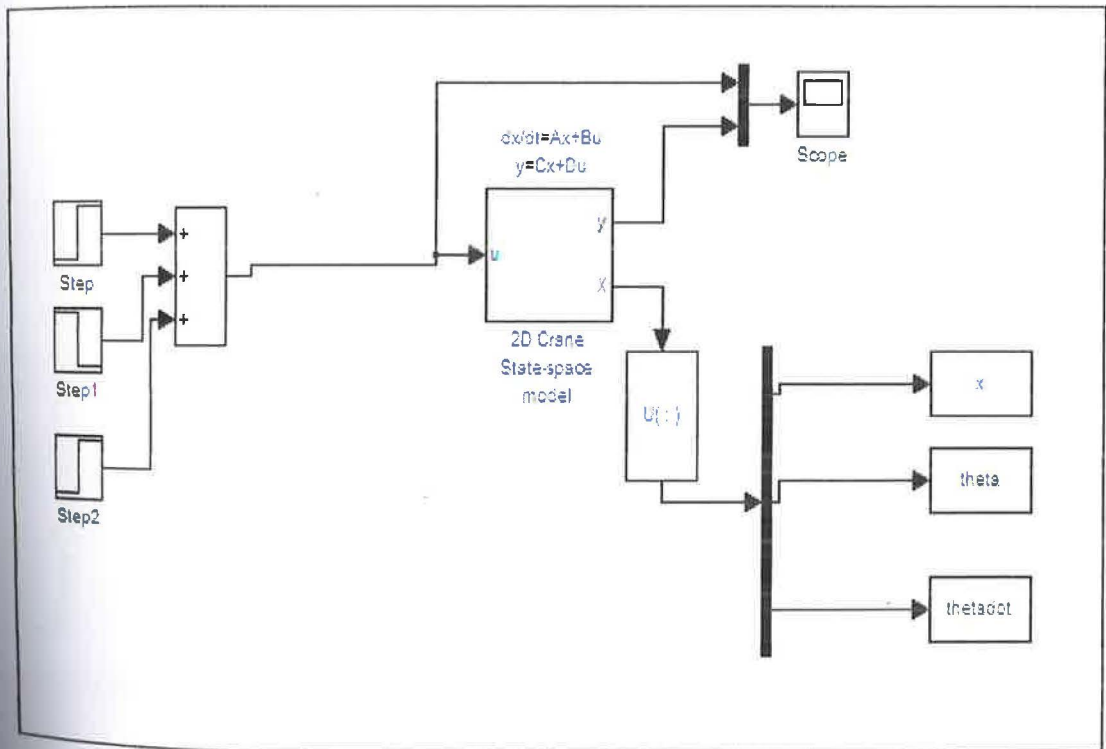 dx/dt=Ax+Bu
y=Cx+Du
Scope
Step
+
+
+
Step1
Step2
u
y
x
2D Crane
State-space
model
U( : )
x
theta
thetadot